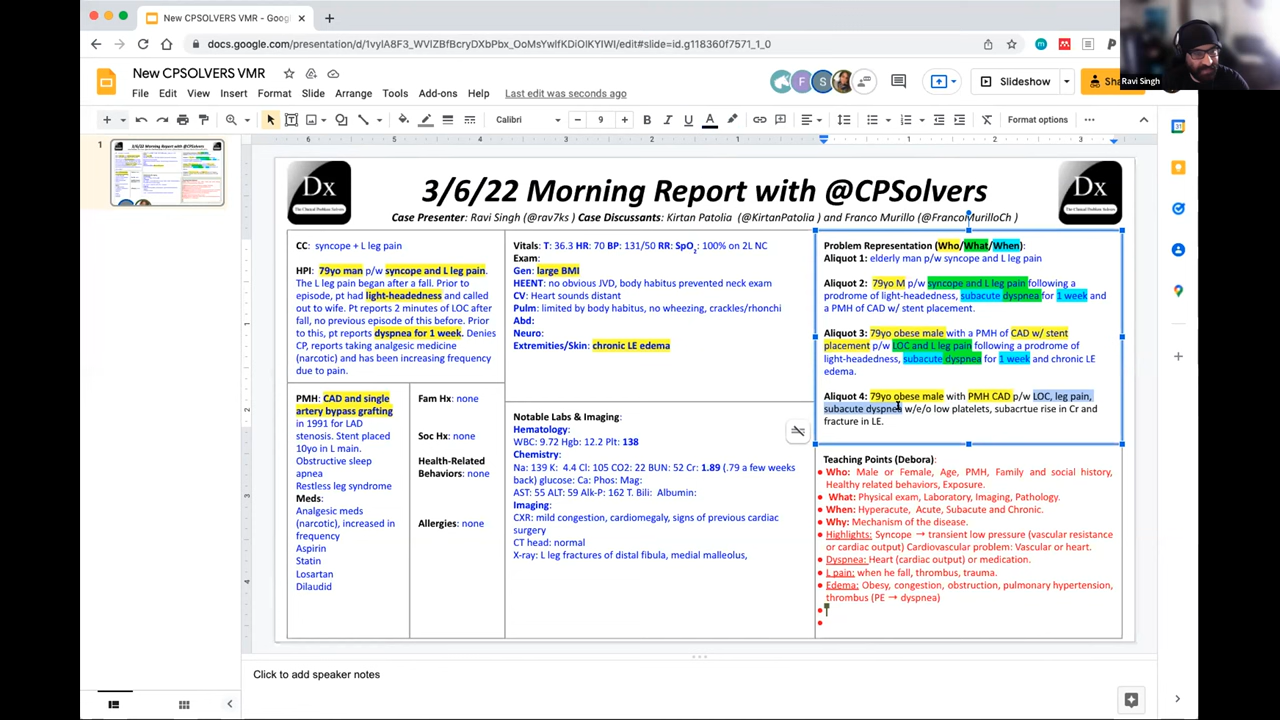 New CPSOLVERS VMR - Goog
docs.google.com/presentation/d/1vyIA8F3_WVIZBfBcryDXbPbx_OoMsYwIfKDiOIKYIWI/edit#slide=id.g118360f7571_1_0
New CPSOLVERS VMR
File Edit View Insert Format Slide Arrange Tools Add-ons Help Last edit was seconds ago
F S
Slideshow
Sha
Ravi Singh
Calibri
9
Format options
6 5 4 3 2 1 1 2 3
1
3/6/22 Morning Report with @CPSolvers
Dx
The Clinical Problem Solvers
Dx
The Clinical Problem Solvers
Case Presenter: Ravi Singh (@rav7ks ) Case Discussants: Kirtan Patolia (@KirtanPatolia ) and Franco Murillo (@FrancoMurilloCh )
CC: syncope + L leg pain
HPI: 79yo man p/w syncope and L leg pain.
The L leg pain began after a fall. Prior to
episode, pt had light-headedness and called
out to wife. Pt reports 2 minutes of LOC after
fall, no previous episode of this before. Prior
to this, pt reports dyspnea for 1 week. Denies
CP, reports taking analgesic medicine
(narcotic) and has been increasing frequency
due to pain.
PMH: CAD and single
artery bypass grafting
in 1991 for LAD
stenosis. Stent placed
10yo in L main.
Obstructive sleep
apnea
Restless leg syndrome
Meds:
Analgesic meds
(narcotic), increased in
frequency
Aspirin
Statin
Losartan
Dilaudid
Fam Hx: none
Soc Hx: none
Health-Related
Behaviors: none
Allergies: none
Vitals: T: 36.3 HR: 70 BP: 131/50 RR: SpO2: 100% on 2L NC
Exam:
Gen: large BMI
HEENT: no obvious JVD, body habitus prevented neck exam
CV: Heart sounds distant
Pulm: limited by body habitus, no wheezing, crackles/rhonchi
Abd:
Neuro:
Extremities/Skin: chronic LE edema
Notable Labs & Imaging:
Hematology:
WBC: 9.72 Hgb: 12.2 Plt: 138
Chemistry:
Na: 139 K: 4.4 Cl: 105 CO2: 22 BUN: 52 Cr: 1.89 (.79 a few weeks
back) glucose: Ca: Phos: Mag:
AST: 55 ALT: 59 Alk-P: 162 T. Bili: Albumin:
Imaging:
CXR: mild congestion, cardiomegaly, signs of previous cardiac
surgery
CT head: normal
X-ray: L leg fractures of distal fibula, medial malleolus,
Problem Representation (Who/What/When):
Aliquot 1: elderly man p/w syncope and L leg pain
Aliquot 2: 79yo M p/w syncope and L leg pain following a
prodrome of light-headedness, subacute dyspnea for 1 week and
a PMH of CAD w/ stent placement.
Aliquot 3: 79yo obese male with a PMH of CAD w/ stent
placement p/w LOC and L leg pain following a prodrome of
light-headedness, subacute dyspnea for 1 week and chronic LE
edema.
Aliquot 4: 79yo obese male with PMH CAD p/w LOC, leg pain,
subacute dyspnea w/e/o low platelets, subacrtue rise in Cr and
fracture in LE.
Teaching Points (Debora):
● Who: Male or Female, Age, PMH, Family and social history,
Healthy related behaviors, Exposure.
● What: Physical exam, Laboratory, Imaging, Pathology.
● When: Hyperacute, Acute, Subacute and Chronic.
● Why: Mechanism of the disease.
● Highlights: Syncope → transient low pressure (vascular resistance
or cardiac output) Cardiovascular problem: Vascular or heart.
● Dyspnea: Heart (cardiac output) or medication.
● L pain: when he fall, thrombus, trauma.
● Edema: Obesy, congestion, obstruction, pulmonary hypertension,
thrombus (PE → dyspnea)
Click to add speaker notes